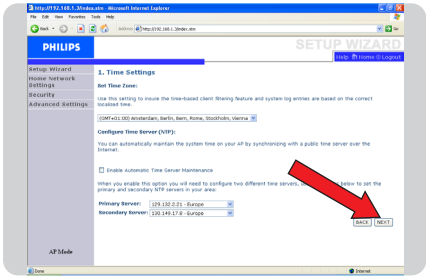 http://192.168.1.3/index.stm - Microsoft Internet Explorer
File Edit View Favorites Tools Help
Back
Address http://192.168.1.3/index.stm
Go
PHILIPS
SETUP WIZARD
Help Home Logout
Setup Wizard
Home Network Settings
Security
Advanced Settings
AP Mode
1. Time Settings
Set Time Zone:
Use this setting to insure the time-based client filtering feature and system log entries are based on the correct
localized time.
(GMT+01:00) Amsterdam, Berlin, Bern, Rome, Stockholm, Vienna
Configure Time Server (NTP):
You can automatically maintain the system time on your AP by synchronizing with a public time server over the
Internet.
Enable Automatic Time Server Maintenance
When you enable this option you will need to configure two different time servers, below to set the
primary and secondary NTP servers in your area:
Primary Server: 129.132.2.21 - Europe
Secondary Server: 130.149.17.8 - Europe
BACK NEXT
Done
Internet